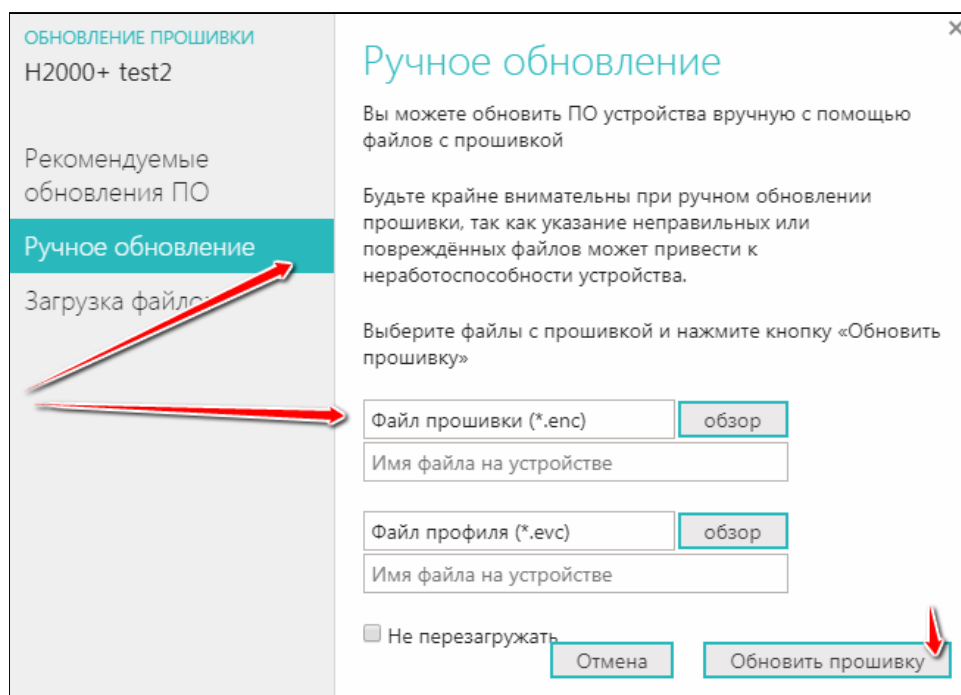 ОБНОВЛЕНИЕ ПРОШИВКИ
H2000+ test2
Рекомендуемые
обновления ПО
Ручное обновление
Загрузка
Ручное обновление
Вы можете обновить ПО устройства вручную с помощью
файлов с прошивкой
Будьте крайне внимательны при ручном обновлении
прошивки, так как указание неправильных или
повреждённых файлов может привести к
неработоспособности устройства.
Выберите файлы с прошивкой и нажмите кнопку «Обновить
прошивку»
Файл прошивки (*.enc)
обзор
Имя файла на устройстве
Файл профиля (*.evc)
обзор
Имя файла на устройстве
Не перезагружать
Отмена
Обновить прошивку